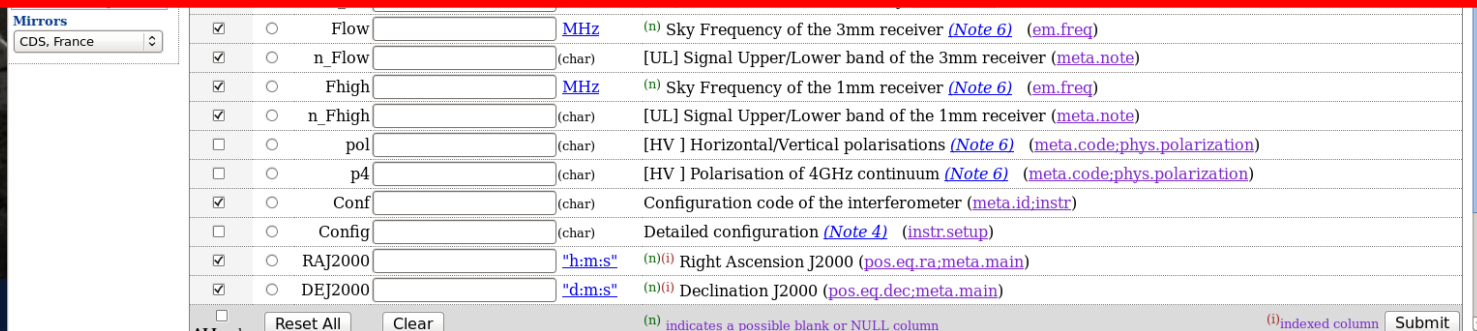 Mirrors
CDS, France
Flow MHz (n) Sky Frequency of the 3mm receiver (Note 6) (em.freq)
n_Flow (char) [UL] Signal Upper/Lower band of the 3mm receiver (meta.note)
Fhigh MHz (n) Sky Frequency of the 1mm receiver (Note 6) (em.freq)
n_Fhigh (char) [UL] Signal Upper/Lower band of the 1mm receiver (meta.note)
pol (char) [HV ] Horizontal/Vertical polarisations (Note 6) (meta.code;phys.polarization)
p4 (char) [HV ] Polarisation of 4GHz continuum (Note 6) (meta.code;phys.polarization)
Conf (char) Configuration code of the interferometer (meta.id;instr)
Config (char) Detailed configuration (Note 4) (instr.setup)
RAJ2000 "h:m:s" (n)(i) Right Ascension J2000 (pos.eq.ra;meta.main)
DEJ2000 "d:m:s" (n)(i) Declination J2000 (pos.eq.dec;meta.main)
Reset All Clear (n) indicates a possible blank or NULL column (i)indexed column Submit